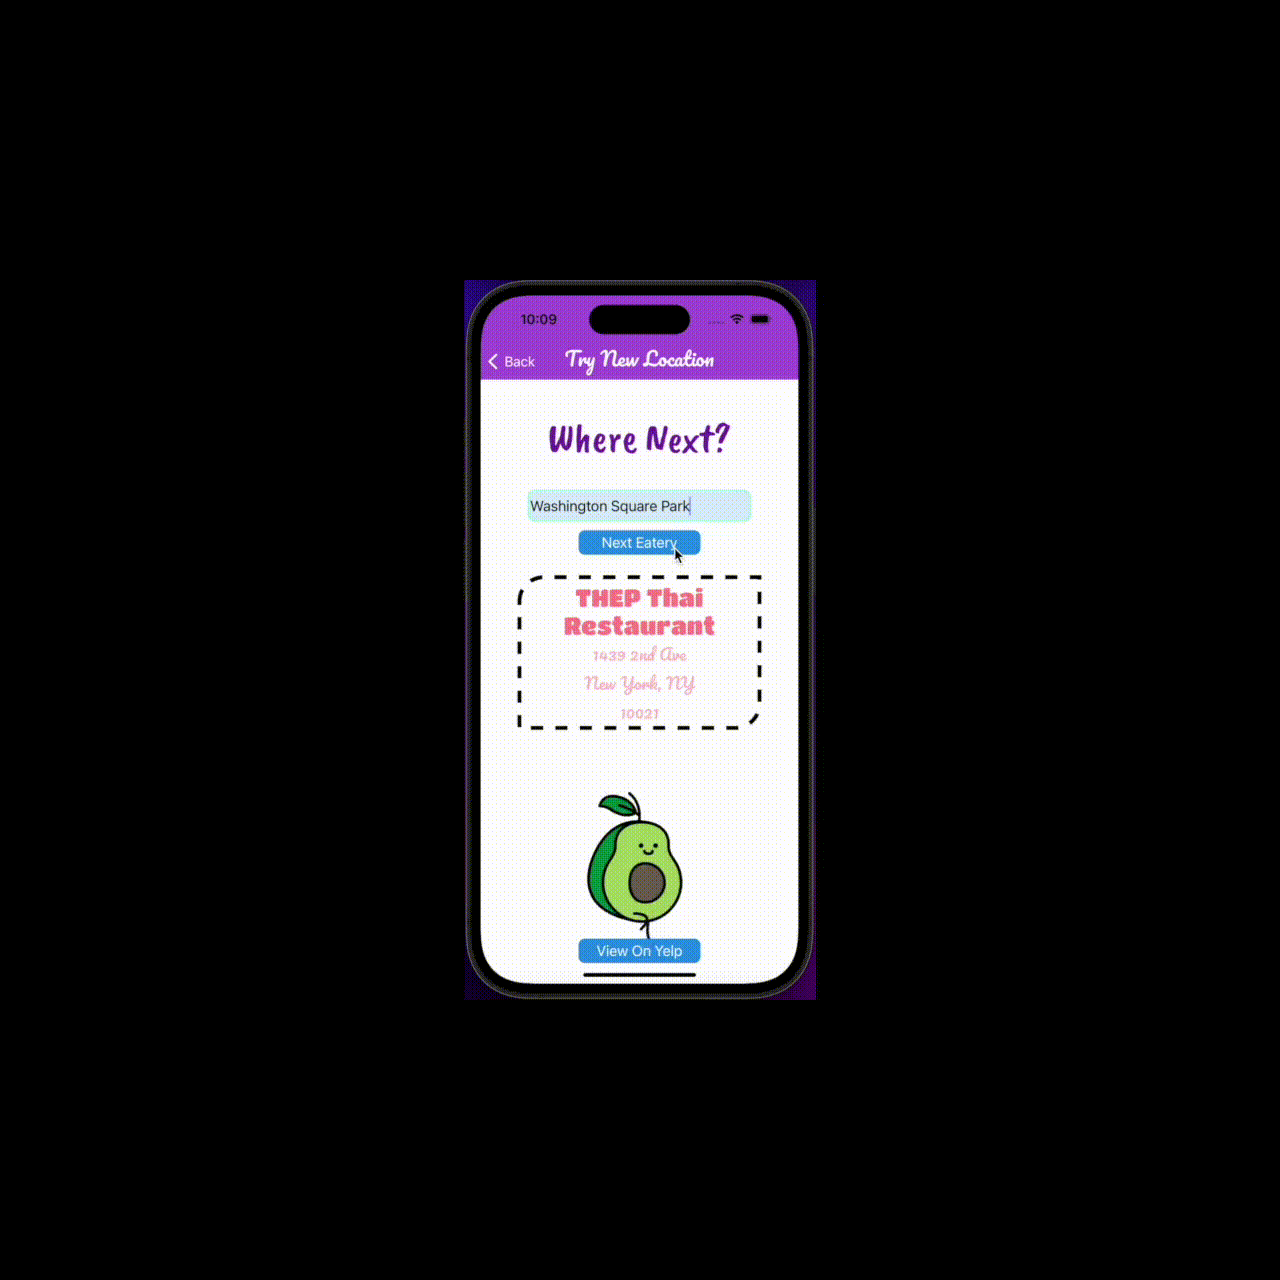 10:09
Back
Try New Location
Where Next?
Washington Square Park
Next Eatery
THEP Thai
Restaurant
1439 2nd Ave
New York, NY
10021
View On Yelp